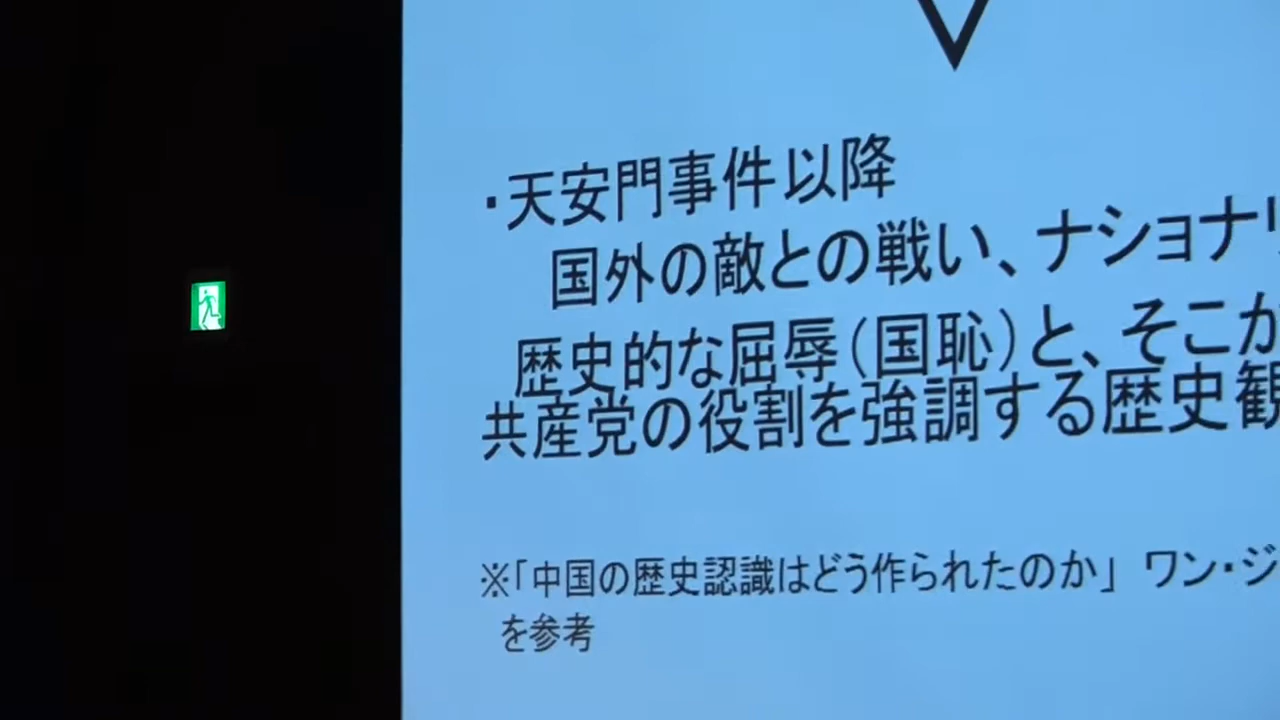 ・天安門事件以降
国外の敵との戦い、ナショナリ
歴史的な屈辱(国恥)と、そこか
共産党の役割を強調する歴史観
※「中国の歴史認識はどう作られたのか」 ワン・ジ
を参考